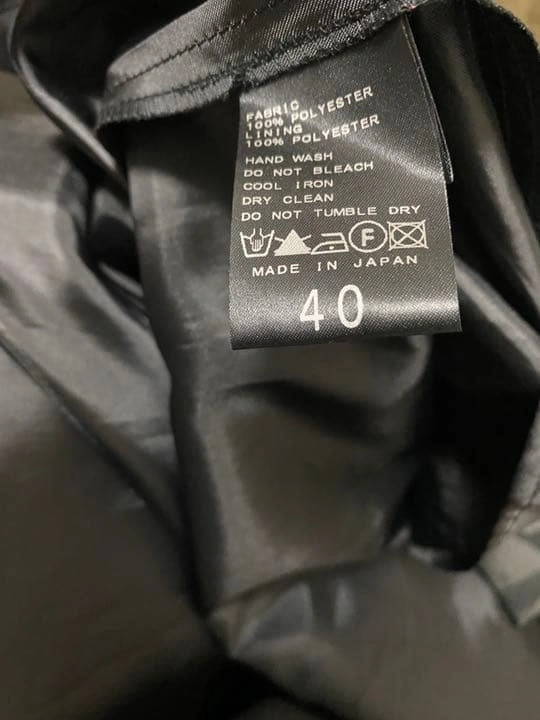 FABRIC
100% POLYESTER
LINING
100% POLYESTER
HAND WASH
DO NOT BLEACH
COOL IRON
DRY CLEAN
DO NOT TUMBLE DRY
F
MADE IN JAPAN
40